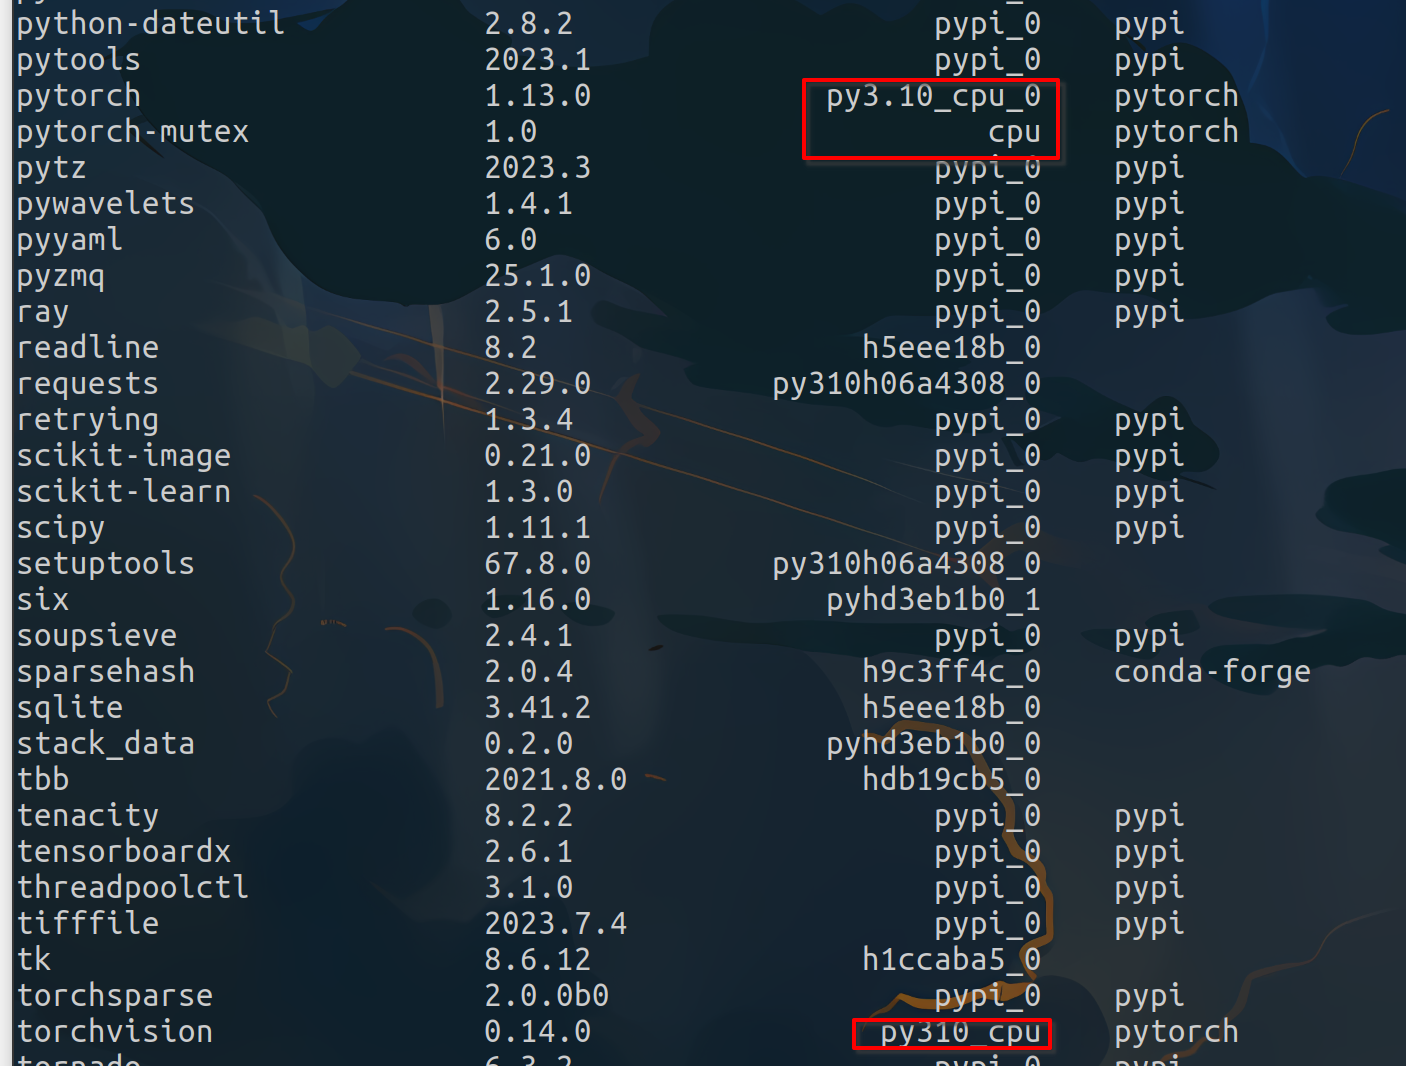 python-dateutil 2.8.2 pypi_0 pypi
pytools 2023.1 pypi_0 pypi
pytorch 1.13.0 py3.10_cpu_0 pytorch
pytorch-mutex 1.0 cpu pytorch
pytz 2023.3 pypi_0 pypi
pywavelets 1.4.1 pypi_0 pypi
pyyaml 6.0 pypi_0 pypi
pyzmq 25.1.0 pypi_0 pypi
ray 2.5.1 pypi_0 pypi
readline 8.2 h5eee18b_0
requests 2.29.0 py310h06a4308_0
retrying 1.3.4 pypi_0 pypi
scikit-image 0.21.0 pypi_0 pypi
scikit-learn 1.3.0 pypi_0 pypi
scipy 1.11.1 pypi_0 pypi
setuptools 67.8.0 py310h06a4308_0
six 1.16.0 pyhd3eb1b0_1
soupsieve 2.4.1 pypi_0 pypi
sparsehash 2.0.4 h9c3ff4c_0 conda-forge
sqlite 3.41.2 h5eee18b_0
stack_data 0.2.0 pyhd3eb1b0_0
tbb 2021.8.0 hdb19cb5_0
tenacity 8.2.2 pypi_0 pypi
tensorboardx 2.6.1 pypi_0 pypi
threadpoolctl 3.1.0 pypi_0 pypi
tifffile 2023.7.4 pypi_0 pypi
tk 8.6.12 h1ccaba5_0
torchsparse 2.0.0b0 pypi_0 pypi
torchvision 0.14.0 py310_cpu pytorch
tornado 6.3.2 pypi_0 pypi